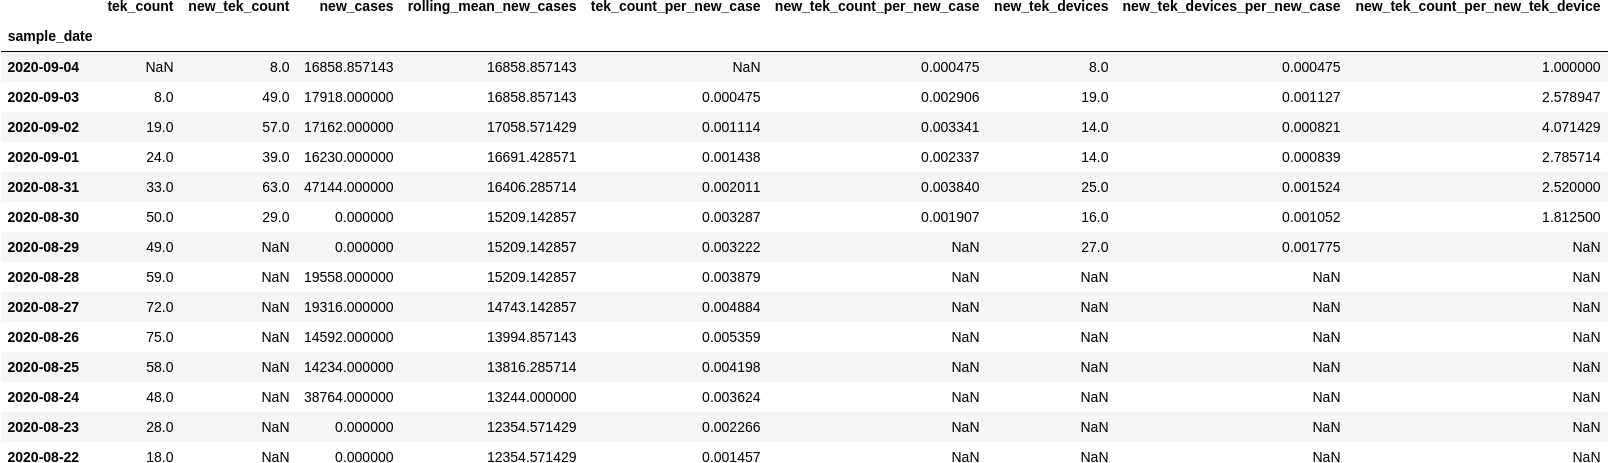 tek_count new_tek_count new_cases rolling_mean_new_cases tek_count_per_new_case new_tek_count_per_new_case new_tek_devices new_tek_devices_per_new_case new_tek_count_per_new_tek_device
sample_date
2020-09-04 NaN 8.0 16858.857143 16858.857143 NaN 0.000475 8.0 0.000475 1.000000
2020-09-03 8.0 49.0 17918.000000 16858.857143 0.000475 0.002906 19.0 0.001127 2.578947
2020-09-02 19.0 57.0 17162.000000 17058.571429 0.001114 0.003341 14.0 0.000821 4.071429
2020-09-01 24.0 39.0 16230.000000 16691.428571 0.001438 0.002337 14.0 0.000839 2.785714
2020-08-31 33.0 63.0 47144.000000 16406.285714 0.002011 0.003840 25.0 0.001524 2.520000
2020-08-30 50.0 29.0 0.000000 15209.142857 0.003287 0.001907 16.0 0.001052 1.812500
2020-08-29 49.0 NaN 0.000000 15209.142857 0.003222 NaN 27.0 0.001775 NaN
2020-08-28 59.0 NaN 19558.000000 15209.142857 0.003879 NaN NaN NaN NaN
2020-08-27 72.0 NaN 19316.000000 14743.142857 0.004884 NaN NaN NaN NaN
2020-08-26 75.0 NaN 14592.000000 13994.857143 0.005359 NaN NaN NaN NaN
2020-08-25 58.0 NaN 14234.000000 13816.285714 0.004198 NaN NaN NaN NaN
2020-08-24 48.0 NaN 38764.000000 13244.000000 0.003624 NaN NaN NaN NaN
2020-08-23 28.0 NaN 0.000000 12354.571429 0.002266 NaN NaN NaN NaN
2020-08-22 18.0 NaN 0.000000 12354.571429 0.001457 NaN NaN NaN NaN